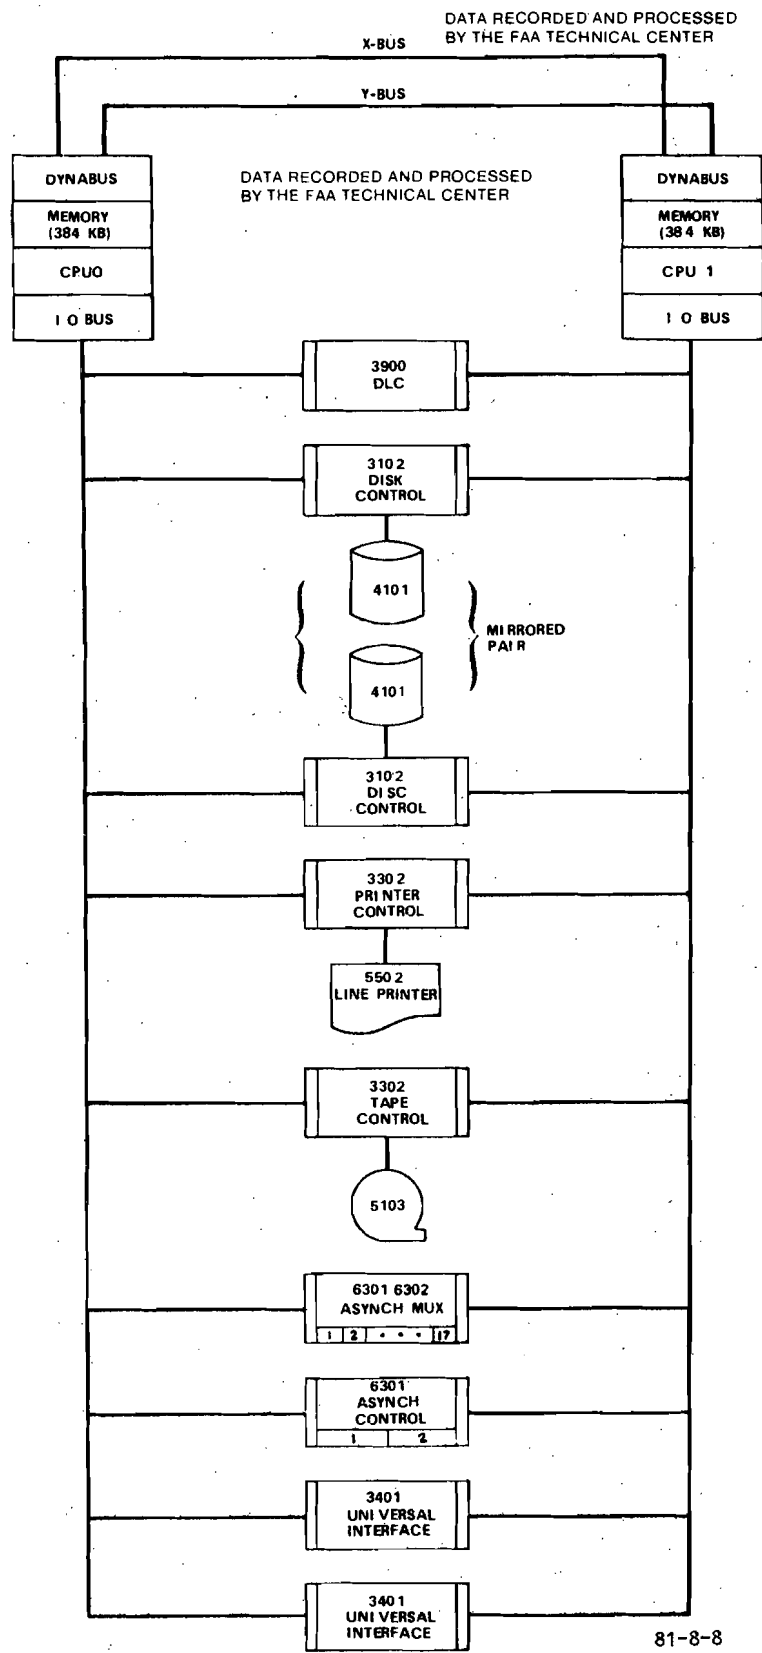 DATA RECORDED AND PROCESSED
BY THE FAA TECHNICAL CENTER
X-BUS
Y-BUS
DATA RECORDED AND PROCESSED
BY THE FAA TECHNICAL CENTER
DYNABUS
MEMORY
(384 KB)
CPU0
I O BUS
DYNABUS
MEMORY
(384 KB)
CPU 1
I O BUS
3900
DLC
3102
DISK
CONTROL
4101
MIRRORED
PAIR
4101
3102
DISC
CONTROL
3302
PRINTER
CONTROL
5502
LINE PRINTER
3302
TAPE
CONTROL
5103
6301 6302
ASYNCH MUX
1 2 • • • 17
6301
ASYNCH
CONTROL
1 2
3401
UNIVERSAL
INTERFACE
3401
UNIVERSAL
INTERFACE
81-8-8